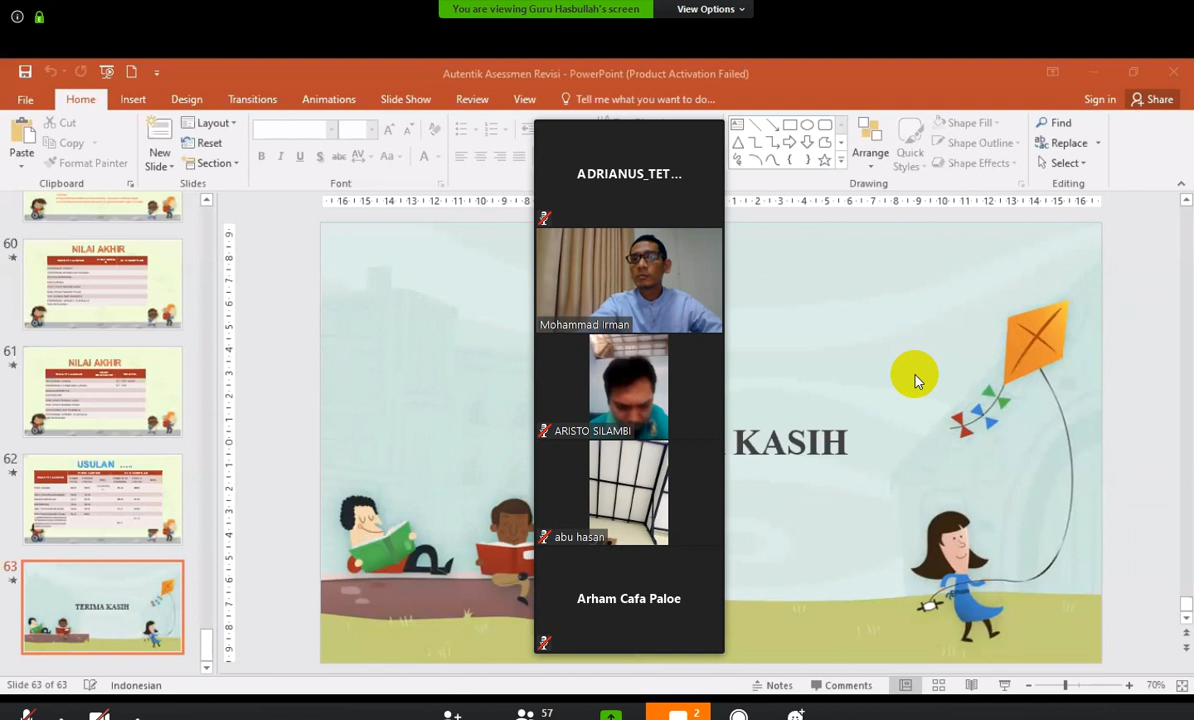 You are viewing Guru Hasbullah's screen
View Options
Autentik Asessmen Revisi - PowerPoint (Product Activation Failed)
File Home Insert Design Transitions Animations Slide Show Review View Tell me what you want to do... Sign in Share
Paste
Cut
Copy
Format Painter
Clipboard
New Slide
Layout
Reset
Section
Slides
Font
Arrange
Quick Styles
Shape Fill
Shape Outline
Shape Effects
Drawing
Find
Replace
Select
Editing
60
NILAI AKHIR
61
NILAI AKHIR
62
USULAN
63
TERIMA KASIH
ADRIANUS_TET...
Mohammad Irman
ARISTO SILAMBI
abu hasan
Arham Cafa Paloe
KASIH
Slide 63 of 63
Indonesian
Notes
Comments
70%
57
2